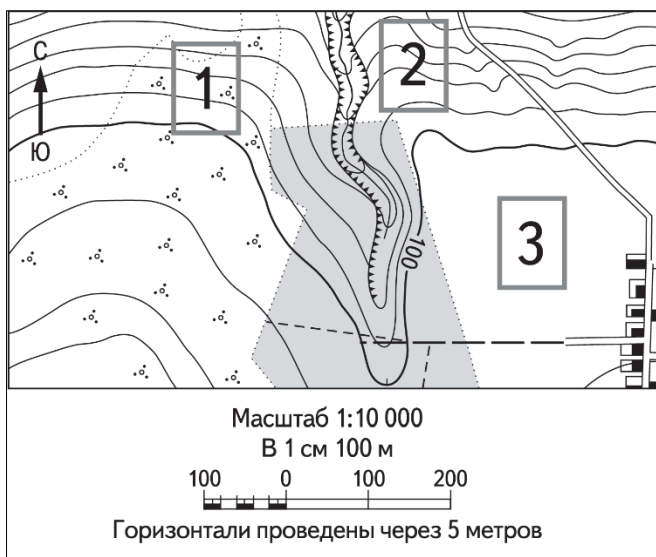 С
Ю
1
2
3
100
Масштаб 1:10 000
В 1 см 100 м
100 0 100 200
Горизонтали проведены через 5 метров